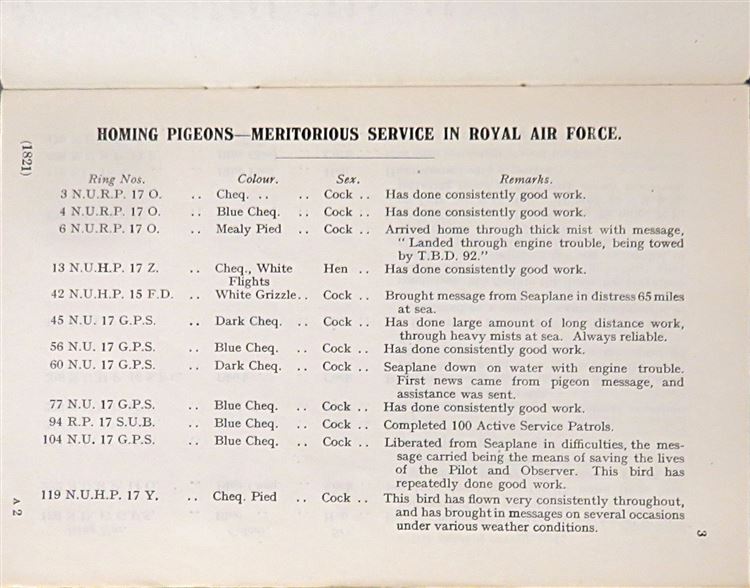 HOMING PIGEONS—MERITORIOUS SERVICE IN ROYAL AIR FORCE.
(1821)
Ring Nos. Colour. Sex. Remarks.
3 N.U.R.P. 17 O. .. Cheq. .. .. Cock .. Has done consistently good work.
4 N.U.R.P. 17 O. .. Blue Cheq. .. Cock .. Has done consistently good work.
6 N.U.R.P. 17 O. .. Mealy Pied .. Cock .. Arrived home through thick mist with message,
" Landed through engine trouble, being towed
by T.B.D. 92."
13 N.U.H.P. 17 Z. .. Cheq., White Hen .. Has done consistently good work.
Flights
42 N.U.H.P. 15 F.D. .. White Grizzle.. Cock .. Brought message from Seaplane in distress 65 miles
at sea.
45 N.U. 17 G.P.S. .. Dark Cheq. .. Cock .. Has done large amount of long distance work,
through heavy mists at sea. Always reliable.
56 N.U. 17 G.P.S. .. Blue Cheq. .. Cock .. Has done consistently good work.
60 N.U. 17 G.P.S. .. Dark Cheq. .. Cock .. Seaplane down on water with engine trouble.
First news came from pigeon message, and
assistance was sent.
77 N.U. 17 G.P.S. .. Blue Cheq. .. Cock .. Has done consistently good work.
94 R.P. 17 S.U.B. .. Blue Cheq. .. Cock .. Completed 100 Active Service Patrols.
104 N.U. 17 G.P.S. .. Blue Cheq. .. Cock .. Liberated from Seaplane in difficulties, the mes-
sage carried being the means of saving the lives
of the Pilot and Observer. This bird has
repeatedly done good work.
119 N.U.H.P. 17 Y. .. Cheq. Pied .. Cock .. This bird has flown very consistently throughout,
and has brought in messages on several occasions
under various weather conditions.
A 2
3